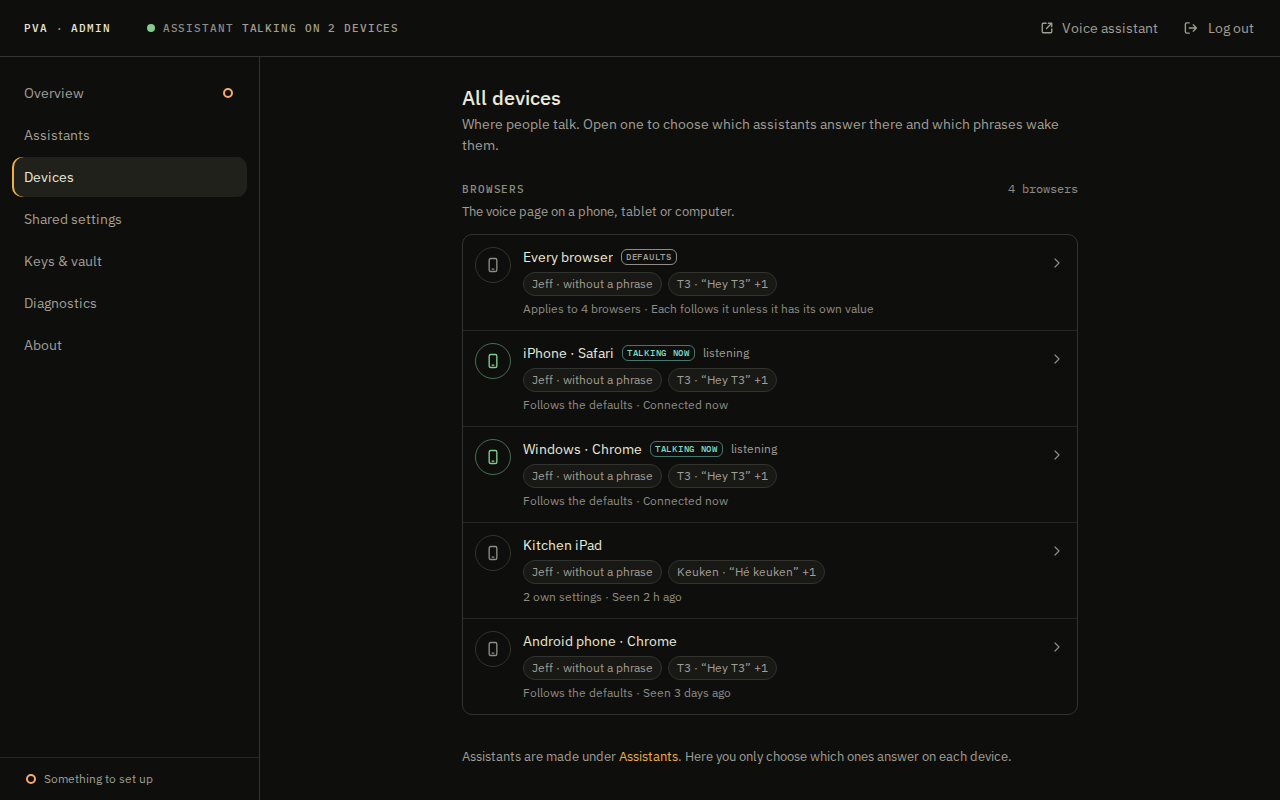 PVA · ADMIN
ASSISTANT TALKING ON 2 DEVICES
Voice assistant
Log out
Overview
Assistants
Devices
Shared settings
Keys & vault
Diagnostics
About
Something to set up
All devices
Where people talk. Open one to choose which assistants answer there and which phrases wake
them.
BROWSERS
4 browsers
The voice page on a phone, tablet or computer.
Every browser DEFAULTS
Jeff · without a phrase T3 · “Hey T3” +1
Applies to 4 browsers · Each follows it unless it has its own value
iPhone · Safari TALKING NOW listening
Jeff · without a phrase T3 · “Hey T3” +1
Follows the defaults · Connected now
Windows · Chrome TALKING NOW listening
Jeff · without a phrase T3 · “Hey T3” +1
Follows the defaults · Connected now
Kitchen iPad
Jeff · without a phrase Keuken · “Hé keuken” +1
2 own settings · Seen 2 h ago
Android phone · Chrome
Jeff · without a phrase T3 · “Hey T3” +1
Follows the defaults · Seen 3 days ago
Assistants are made under Assistants. Here you only choose which ones answer on each device.